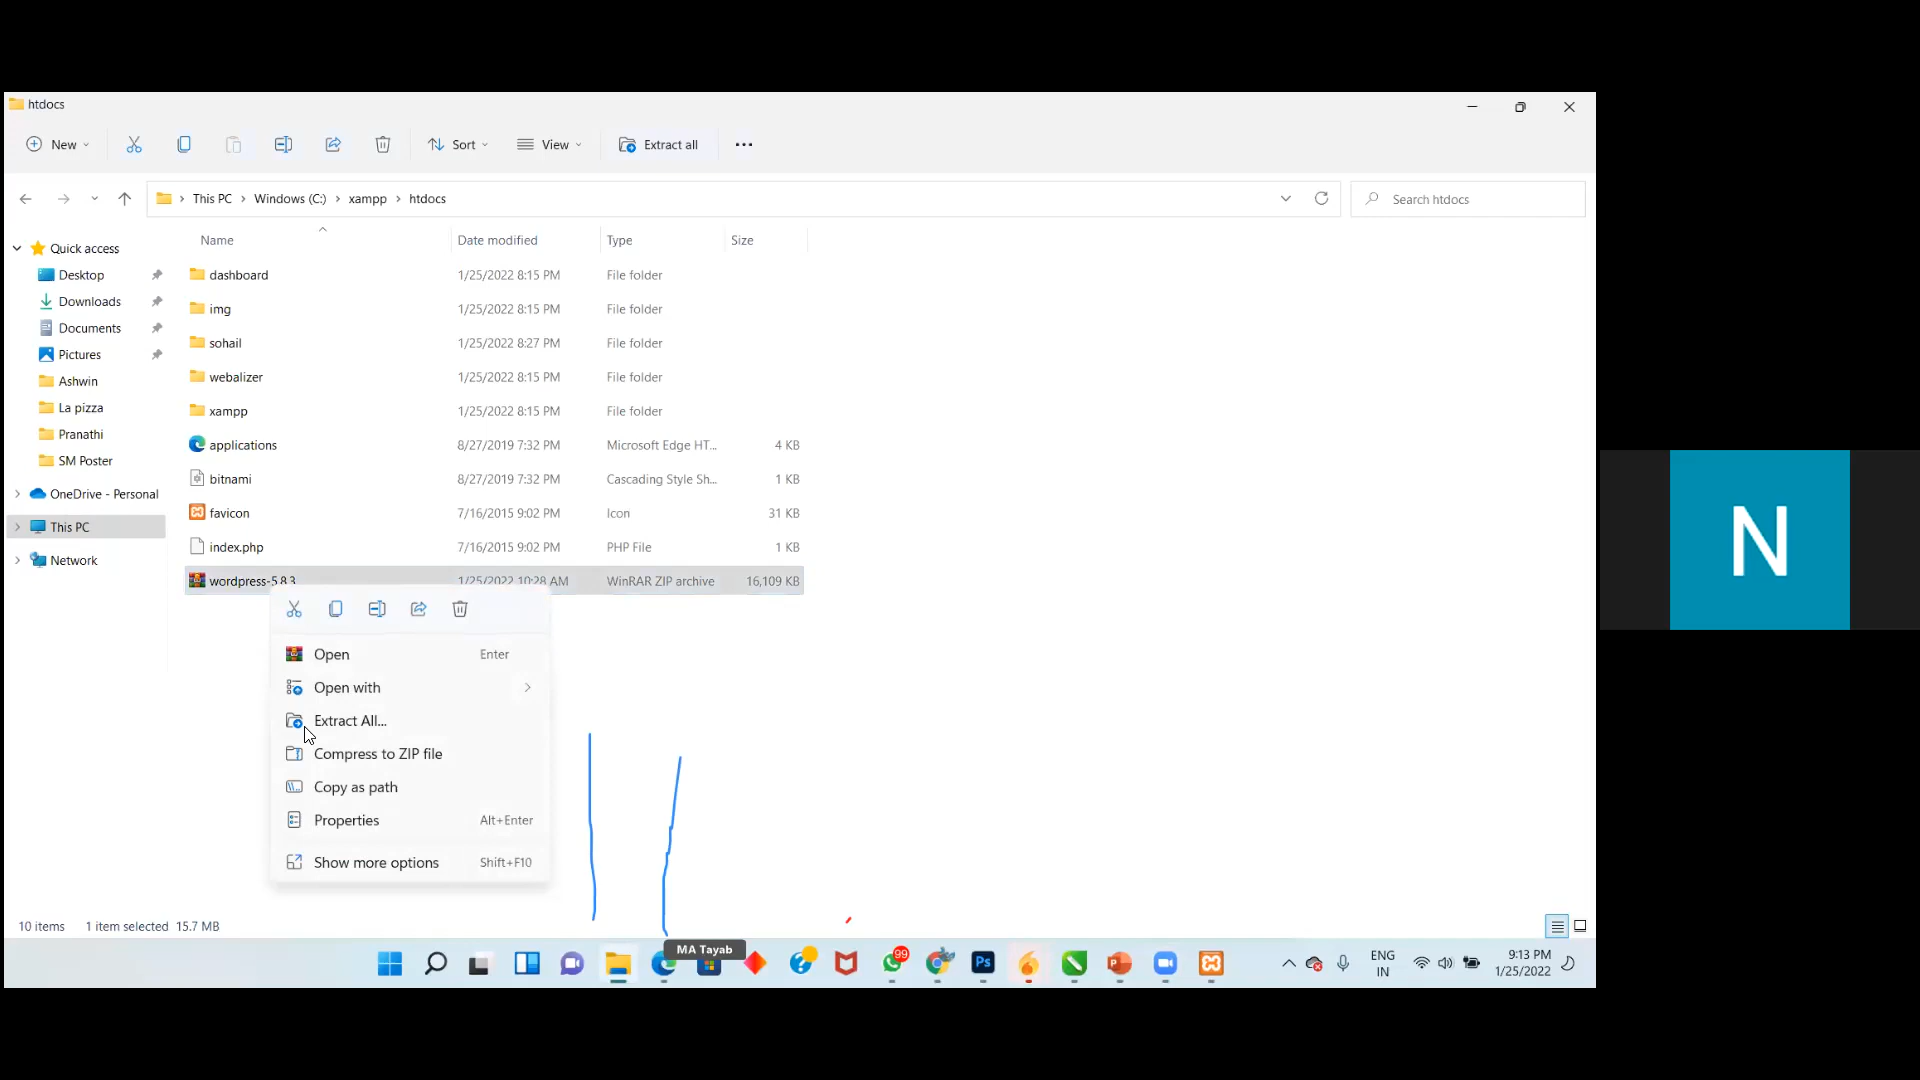 htdocs
New
Sort
View
Extract all
This PC > Windows (C:) > xampp > htdocs
Search htdocs
Name
Date modified
Type
Size
Quick access
Desktop
Downloads
Documents
Pictures
Ashwin
La pizza
Pranathi
SM Poster
OneDrive - Personal
This PC
Network
dashboard 1/25/2022 8:15 PM File folder
img 1/25/2022 8:15 PM File folder
sohail 1/25/2022 8:27 PM File folder
webalizer 1/25/2022 8:15 PM File folder
xampp 1/25/2022 8:15 PM File folder
applications 8/27/2019 7:32 PM Microsoft Edge HT... 4 KB
bitnami 8/27/2019 7:32 PM Cascading Style Sh... 1 KB
favicon 7/16/2015 9:02 PM Icon 31 KB
index.php 7/16/2015 9:02 PM PHP File 1 KB
wordpress-5.8.3 1/25/2022 10:28 AM WinRAR ZIP archive 16,109 KB
Open Enter
Open with
Extract All...
Compress to ZIP file
Copy as path
Properties Alt+Enter
Show more options Shift+F10
N
10 items 1 item selected 15.7 MB
MA Tayab
99
Ps
ENG
IN
9:13 PM
1/25/2022